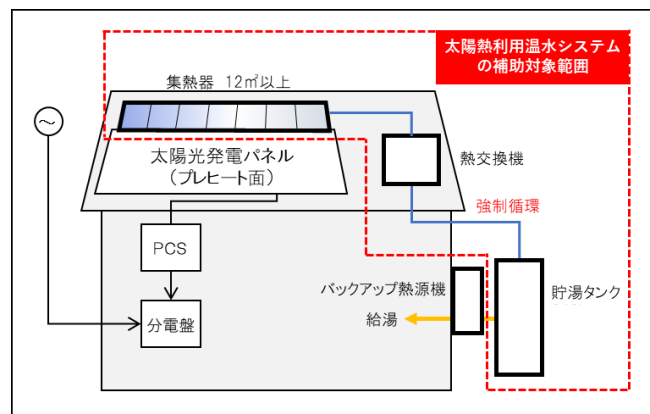 太陽熱利用温水システム
の補助対象範囲
集熱器 12㎡以上
太陽光発電パネル
(プレヒート面)
熱交換機
強制循環
PCS
バックアップ熱源機
貯湯タンク
給湯
分電盤